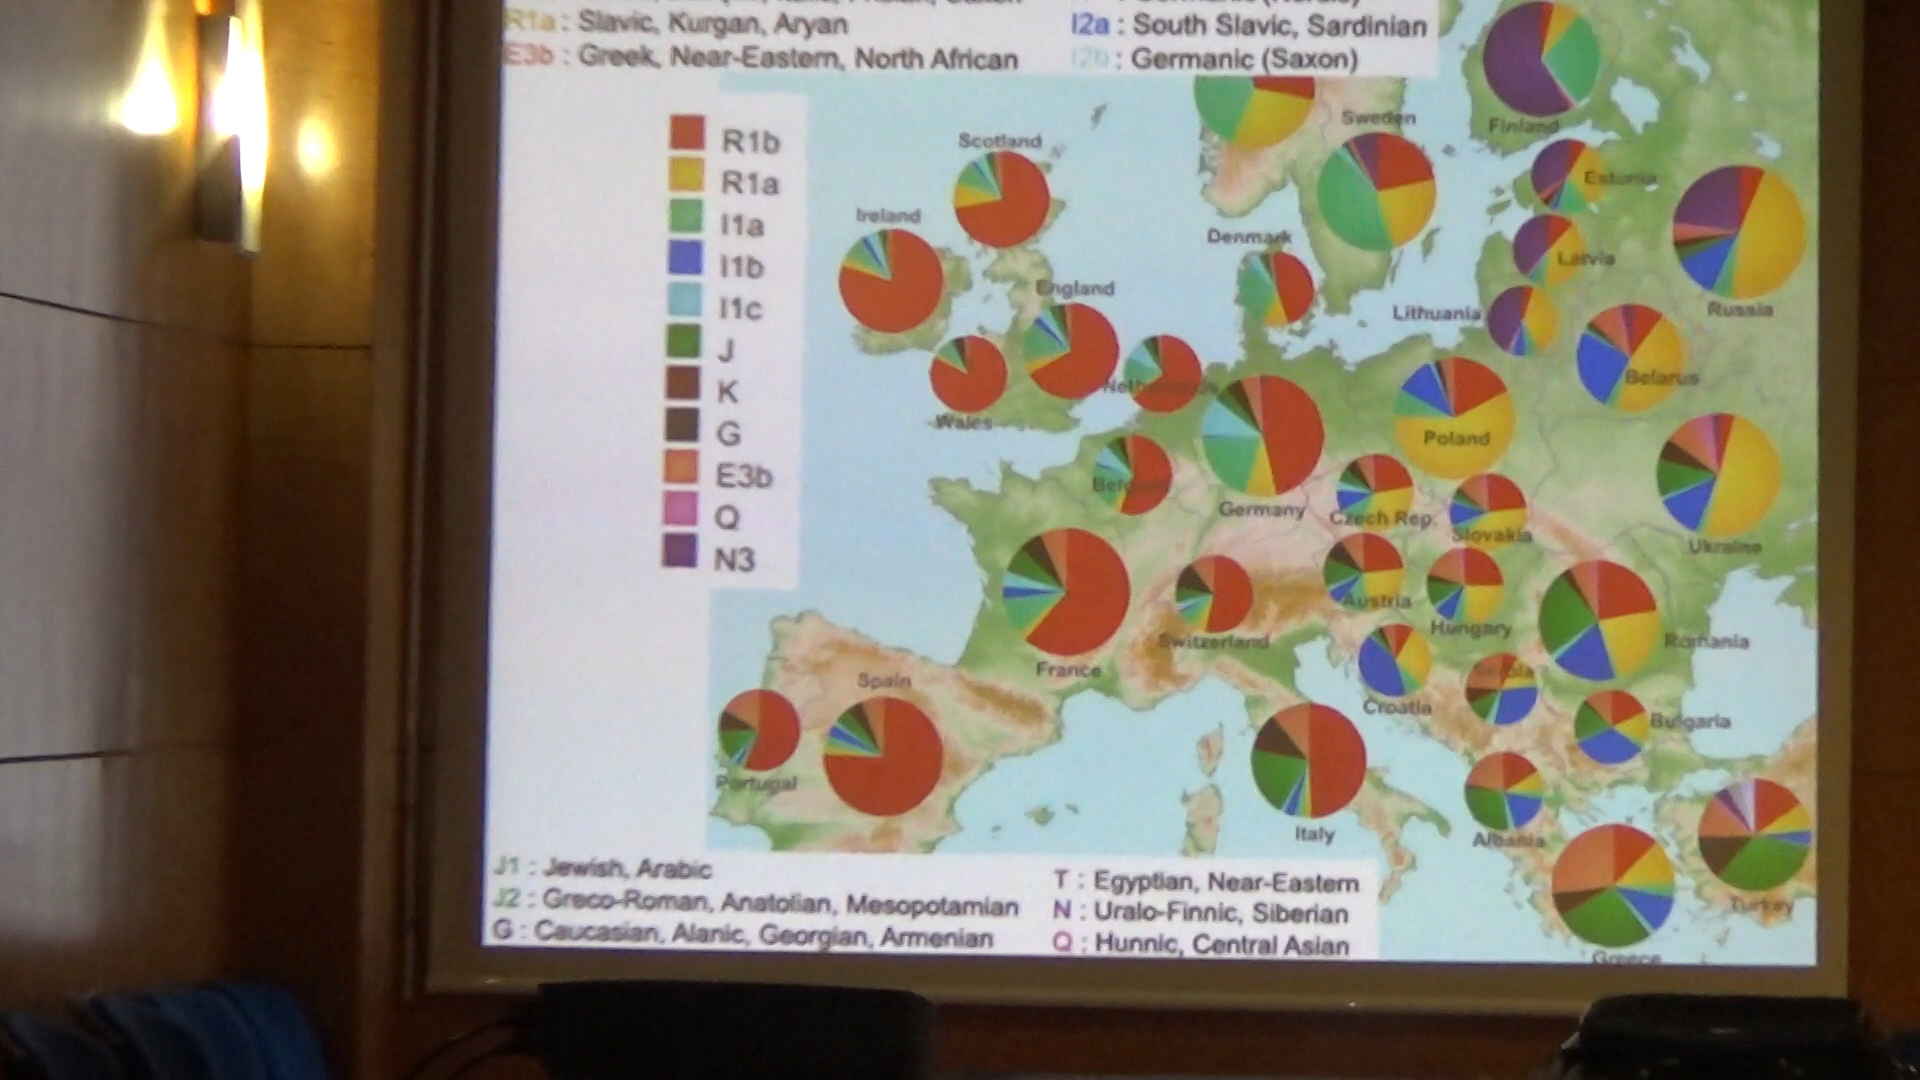 R1a : Slavic, Kurgan, Aryan
E3b : Greek, Near-Eastern, North African
I2a : South Slavic, Sardinian
I2b : Germanic (Saxon)
R1b
R1a
I1a
I1b
I1c
J
K
G
E3b
Q
N3
Sweden
Finland
Scotland
Estonia
Ireland
Denmark
Latvia
England
Lithuania
Russia
Belarus
Wales
Poland
Germany
Czech Rep.
Slovakia
Ukraine
Austria
Hungary
Switzerland
Romania
France
Spain
Croatia
Bulgaria
Portugal
Italy
Albania
Turkey
Greece
J1 : Jewish, Arabic
J2 : Greco-Roman, Anatolian, Mesopotamian
G : Caucasian, Alanic, Georgian, Armenian
T : Egyptian, Near-Eastern
N : Uralo-Finnic, Siberian
Q : Hunnic, Central Asian